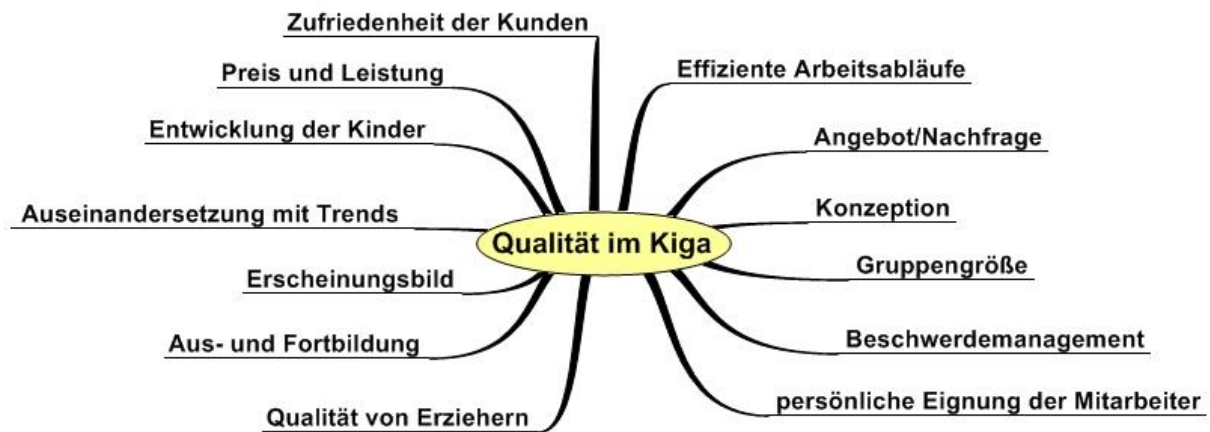 Zufriedenheit der Kunden
Preis und Leistung
Entwicklung der Kinder
Auseinandersetzung mit Trends
Erscheinungsbild
Aus- und Fortbildung
Qualität von Erziehern
Qualität im Kiga
Effiziente Arbeitsabläufe
Angebot/Nachfrage
Konzeption
Gruppengröße
Beschwerdemanagement
persönliche Eignung der Mitarbeiter